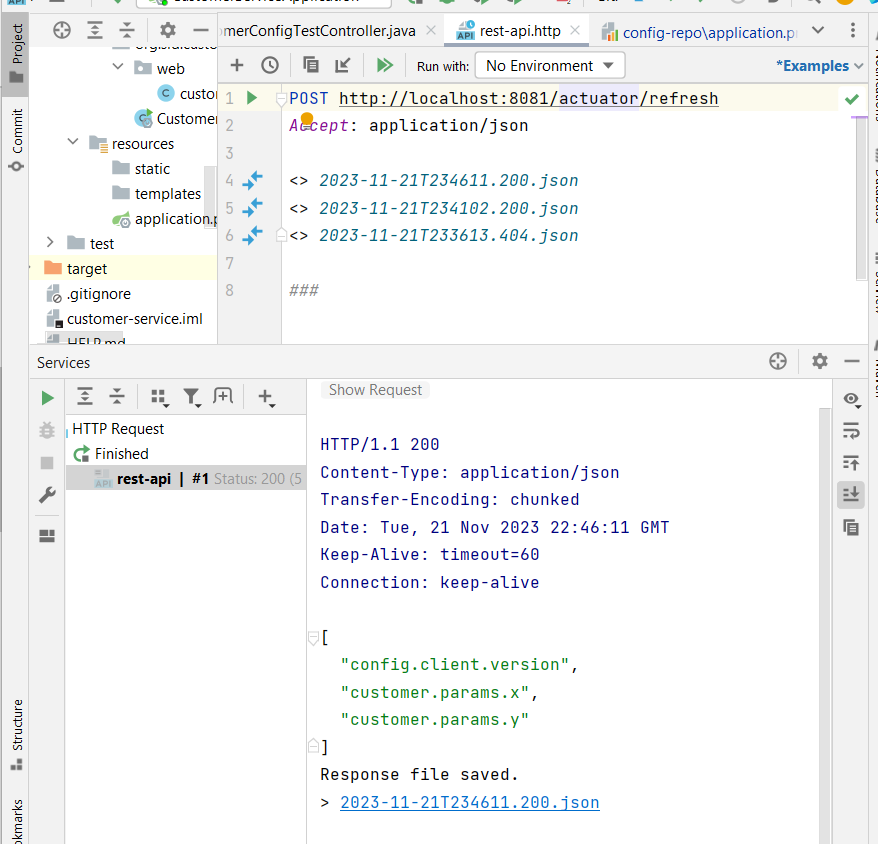 Project
Commit
Structure
okmarks
web
custo
Customer
resources
static
templates
application.p
test
target
.gitignore
customer-service.iml
HELP.md
omerConfigTestController.java
rest-api.http
config-repo\application.pr
Run with:
No Environment
*Examples
1 POST http://localhost:8081/actuator/refresh
2 Accept: application/json
3
4 <> 2023-11-21T234611.200.json
5 <> 2023-11-21T234102.200.json
6 <> 2023-11-21T233613.404.json
7
8 ###
Services
HTTP Request
Finished
API rest-api | #1 Status: 200 (5
Show Request
HTTP/1.1 200
Content-Type: application/json
Transfer-Encoding: chunked
Date: Tue, 21 Nov 2023 22:46:11 GMT
Keep-Alive: timeout=60
Connection: keep-alive
[
"config.client.version",
"customer.params.x",
"customer.params.y"
]
Response file saved.
> 2023-11-21T234611.200.json